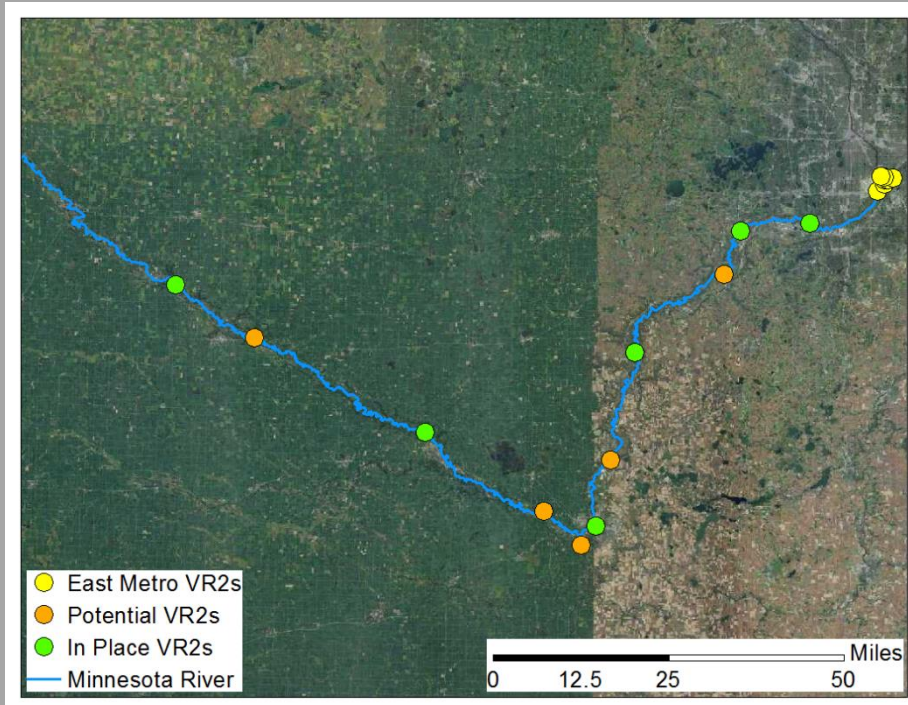 East Metro VR2s
Potential VR2s
In Place VR2s
Minnesota River
Miles
0 12.5 25 50